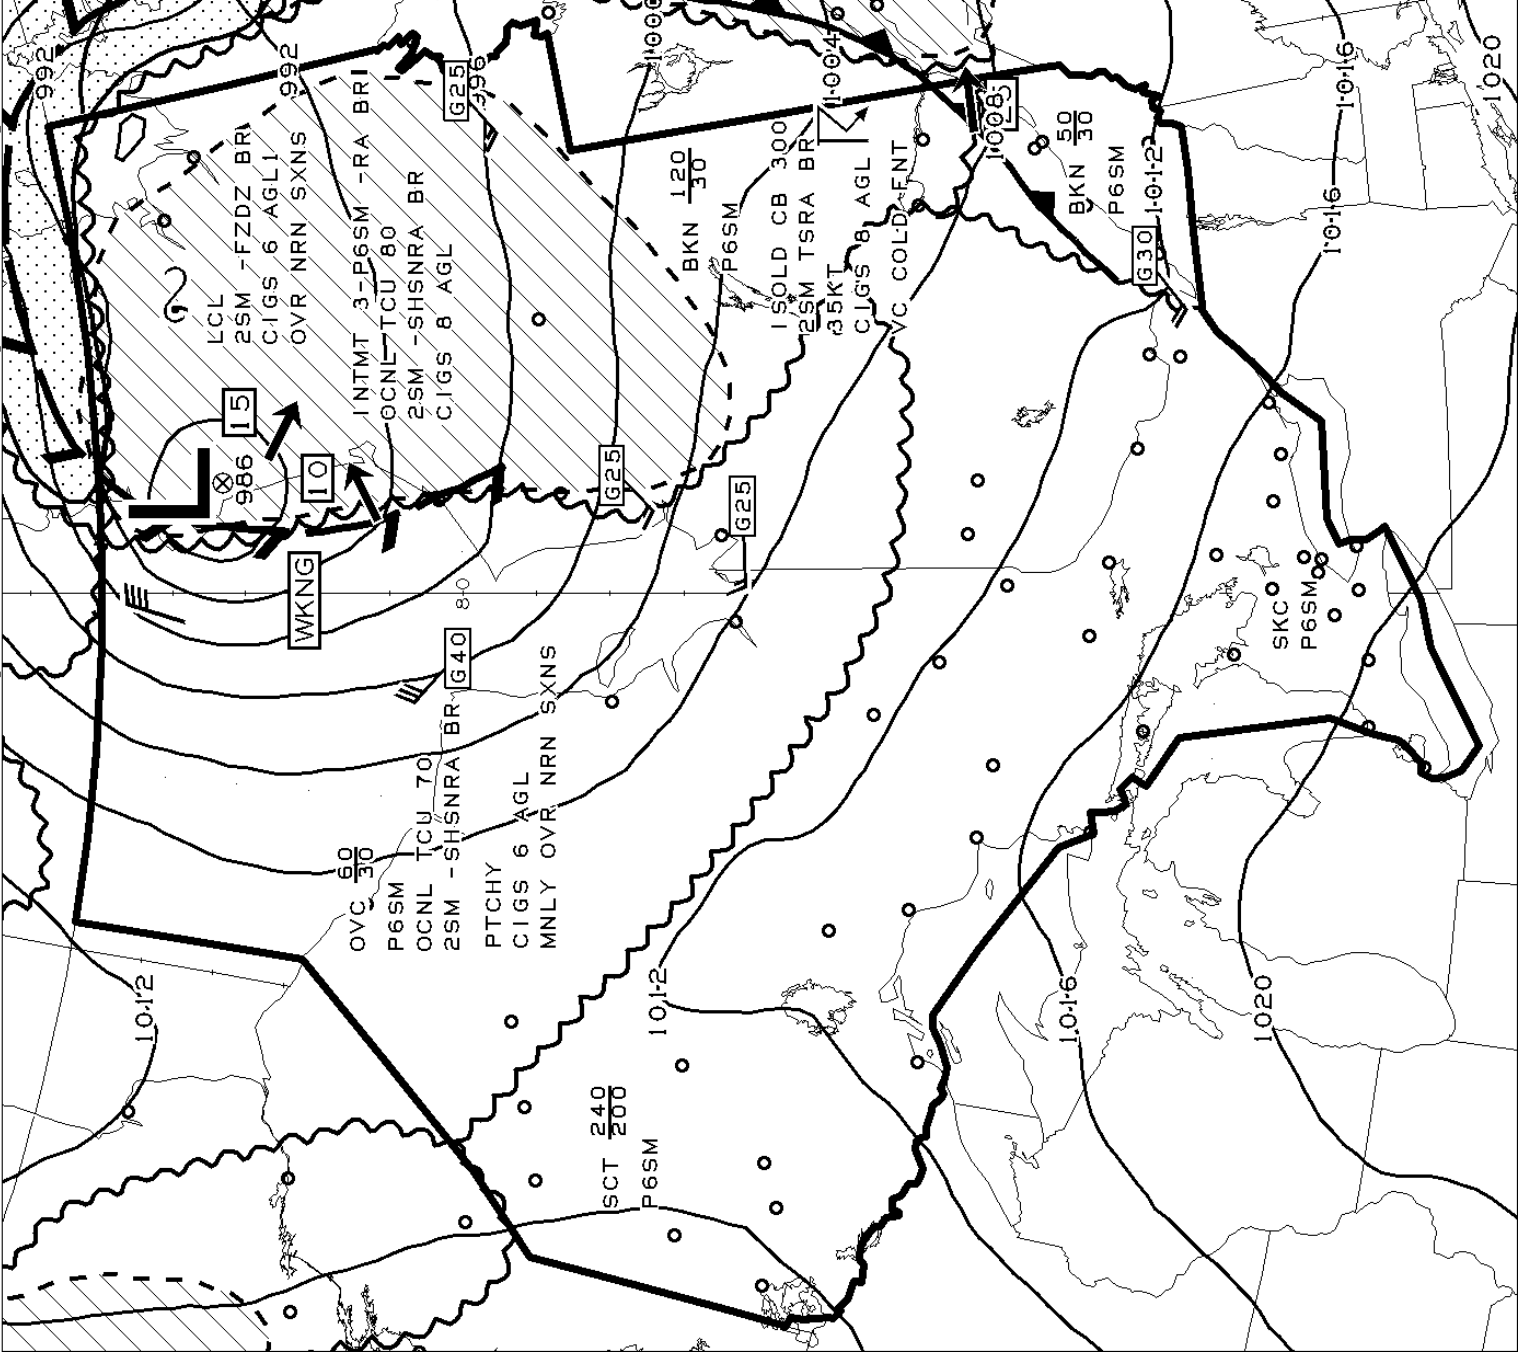 992
1012
LCL
2SM -FZDZ BR
CIGS 6 AGL
OVR NRN SXNS
15
986
992
10
WKNG
INTMT 3-P6SM -RA BR
OCNL TCU 80
2SM -SHSNRA BR
CIGS 8 AGL
OVC 60
30
P6SM
OCNL TCU 70
2SM -SHSNRA BR
PTCHY
CIGS 6 AGL
MNLY OVR NRN SXNS
G40
80
G25
996
SCT 240
200
P6SM
G25
1000
1012
BKN 120
30
P6SM
G25
ISOLD CB 300
2SM TSRA BR
35KT
CIGS 8 AGL
VC COLD FNT
1004
1008
BKN 50
30
P6SM
G30
1012
1016
SKC
P6SM
1020
1016
1016
1020